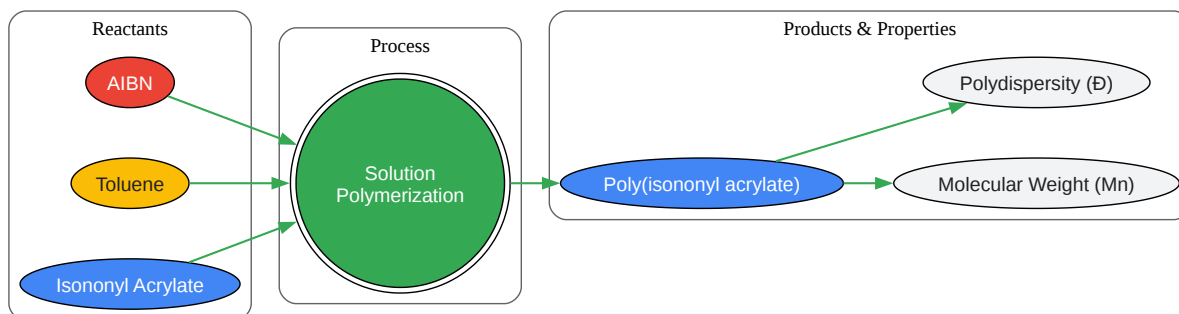 Reactants
AIBN
Toluene
Isononyl Acrylate
Process
Solution
Polymerization
Products & Properties
Poly(isononyl acrylate)
Polydispersity (Đ)
Molecular Weight (Mn)